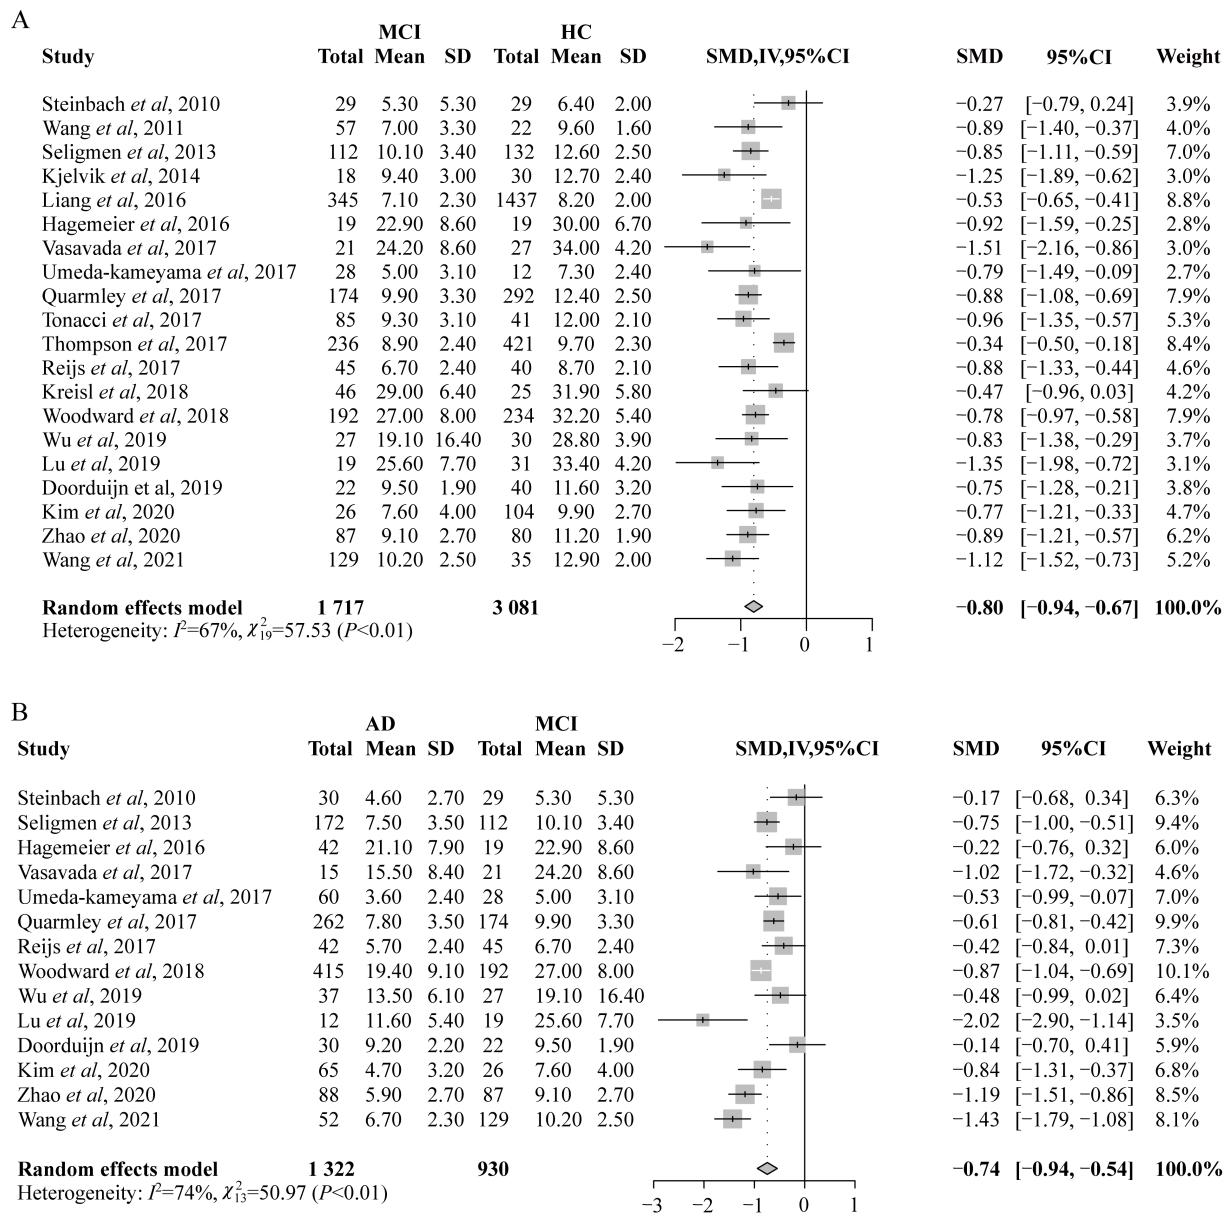 A
MCI HC
Study Total Mean SD Total Mean SD SMD,IV,95%CI SMD 95%CI Weight
Steinbach et al, 2010 29 5.30 5.30 29 6.40 2.00 −0.27 [−0.79, 0.24] 3.9%
Wang et al, 2011 57 7.00 3.30 22 9.60 1.60 −0.89 [−1.40, −0.37] 4.0%
Seligmen et al, 2013 112 10.10 3.40 132 12.60 2.50 −0.85 [−1.11, −0.59] 7.0%
Kjelvik et al, 2014 18 9.40 3.00 30 12.70 2.40 −1.25 [−1.89, −0.62] 3.0%
Liang et al, 2016 345 7.10 2.30 1437 8.20 2.00 −0.53 [−0.65, −0.41] 8.8%
Hagemeier et al, 2016 19 22.90 8.60 19 30.00 6.70 −0.92 [−1.59, −0.25] 2.8%
Vasavada et al, 2017 21 24.20 8.60 27 34.00 4.20 −1.51 [−2.16, −0.86] 3.0%
Umeda-kameyama et al, 2017 28 5.00 3.10 12 7.30 2.40 −0.79 [−1.49, −0.09] 2.7%
Quarmley et al, 2017 174 9.90 3.30 292 12.40 2.50 −0.88 [−1.08, −0.69] 7.9%
Tonacci et al, 2017 85 9.30 3.10 41 12.00 2.10 −0.96 [−1.35, −0.57] 5.3%
Thompson et al, 2017 236 8.90 2.40 421 9.70 2.30 −0.34 [−0.50, −0.18] 8.4%
Reijs et al, 2017 45 6.70 2.40 40 8.70 2.10 −0.88 [−1.33, −0.44] 4.6%
Kreisl et al, 2018 46 29.00 6.40 25 31.90 5.80 −0.47 [−0.96, 0.03] 4.2%
Woodward et al, 2018 192 27.00 8.00 234 32.20 5.40 −0.78 [−0.97, −0.58] 7.9%
Wu et al, 2019 27 19.10 16.40 30 28.80 3.90 −0.83 [−1.38, −0.29] 3.7%
Lu et al, 2019 19 25.60 7.70 31 33.40 4.20 −1.35 [−1.98, −0.72] 3.1%
Doorduijn et al, 2019 22 9.50 1.90 40 11.60 3.20 −0.75 [−1.28, −0.21] 3.8%
Kim et al, 2020 26 7.60 4.00 104 9.90 2.70 −0.77 [−1.21, −0.33] 4.7%
Zhao et al, 2020 87 9.10 2.70 80 11.20 1.90 −0.89 [−1.21, −0.57] 6.2%
Wang et al, 2021 129 10.20 2.50 35 12.90 2.00 −1.12 [−1.52, −0.73] 5.2%
Random effects model 1 717 3 081 −0.80 [−0.94, −0.67] 100.0%
Heterogeneity: I²=67%, χ²₁₉=57.53 (P<0.01)
−2 −1 0 1
B
AD MCI
Study Total Mean SD Total Mean SD SMD,IV,95%CI SMD 95%CI Weight
Steinbach et al, 2010 30 4.60 2.70 29 5.30 5.30 −0.17 [−0.68, 0.34] 6.3%
Seligmen et al, 2013 172 7.50 3.50 112 10.10 3.40 −0.75 [−1.00, −0.51] 9.4%
Hagemeier et al, 2016 42 21.10 7.90 19 22.90 8.60 −0.22 [−0.76, 0.32] 6.0%
Vasavada et al, 2017 15 15.50 8.40 21 24.20 8.60 −1.02 [−1.72, −0.32] 4.6%
Umeda-kameyama et al, 2017 60 3.60 2.40 28 5.00 3.10 −0.53 [−0.99, −0.07] 7.0%
Quarmley et al, 2017 262 7.80 3.50 174 9.90 3.30 −0.61 [−0.81, −0.42] 9.9%
Reijs et al, 2017 42 5.70 2.40 45 6.70 2.40 −0.42 [−0.84, 0.01] 7.3%
Woodward et al, 2018 415 19.40 9.10 192 27.00 8.00 −0.87 [−1.04, −0.69] 10.1%
Wu et al, 2019 37 13.50 6.10 27 19.10 16.40 −0.48 [−0.99, 0.02] 6.4%
Lu et al, 2019 12 11.60 5.40 19 25.60 7.70 −2.02 [−2.90, −1.14] 3.5%
Doorduijn et al, 2019 30 9.20 2.20 22 9.50 1.90 −0.14 [−0.70, 0.41] 5.9%
Kim et al, 2020 65 4.70 3.20 26 7.60 4.00 −0.84 [−1.31, −0.37] 6.8%
Zhao et al, 2020 88 5.90 2.70 87 9.10 2.70 −1.19 [−1.51, −0.86] 8.5%
Wang et al, 2021 52 6.70 2.30 129 10.20 2.50 −1.43 [−1.79, −1.08] 8.1%
Random effects model 1 322 930 −0.74 [−0.94, −0.54] 100.0%
Heterogeneity: I²=74%, χ²₁₃=50.97 (P<0.01)
−3 −2 −1 0 1